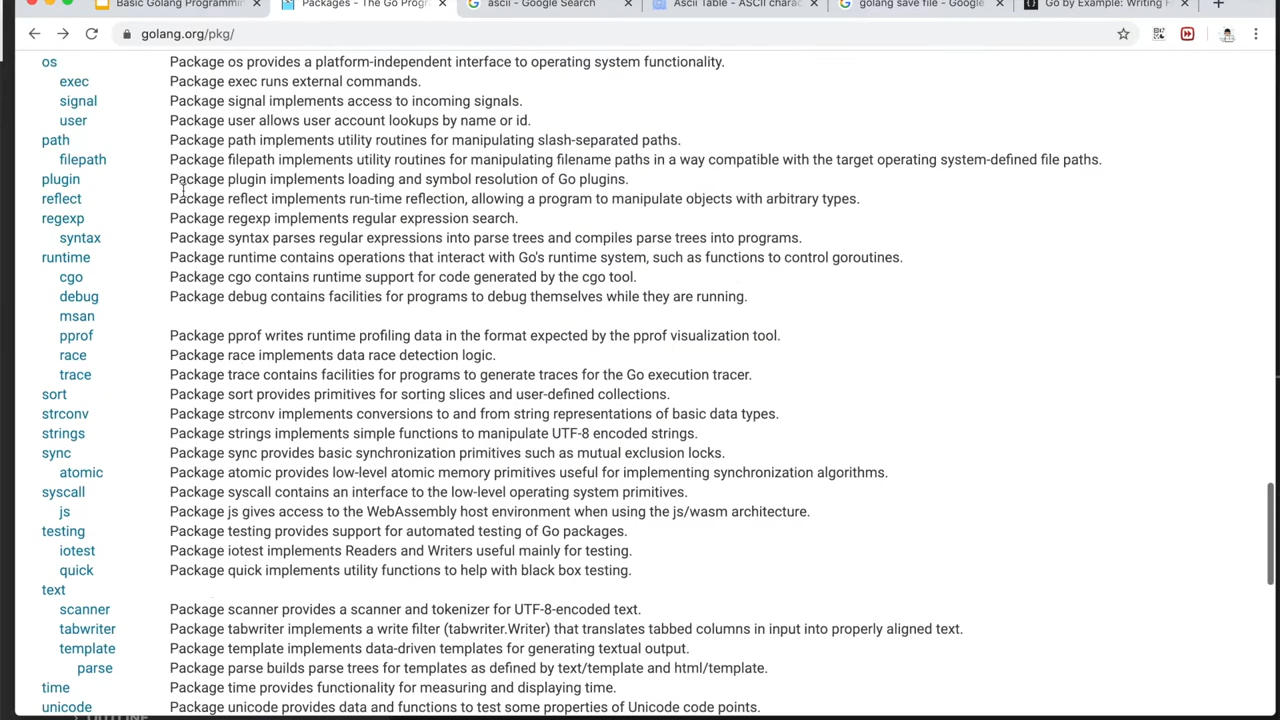 Basic Golang Programmin
Packages - The Go Progr
ascii - Google Search
Ascii Table - ASCII charac
golang save file - Google
Go by Example: Writing F
golang.org/pkg/
os Package os provides a platform-independent interface to operating system functionality.
exec Package exec runs external commands.
signal Package signal implements access to incoming signals.
user Package user allows user account lookups by name or id.
path Package path implements utility routines for manipulating slash-separated paths.
filepath Package filepath implements utility routines for manipulating filename paths in a way compatible with the target operating system-defined file paths.
plugin Package plugin implements loading and symbol resolution of Go plugins.
reflect Package reflect implements run-time reflection, allowing a program to manipulate objects with arbitrary types.
regexp Package regexp implements regular expression search.
syntax Package syntax parses regular expressions into parse trees and compiles parse trees into programs.
runtime Package runtime contains operations that interact with Go's runtime system, such as functions to control goroutines.
cgo Package cgo contains runtime support for code generated by the cgo tool.
debug Package debug contains facilities for programs to debug themselves while they are running.
msan
pprof Package pprof writes runtime profiling data in the format expected by the pprof visualization tool.
race Package race implements data race detection logic.
trace Package trace contains facilities for programs to generate traces for the Go execution tracer.
sort Package sort provides primitives for sorting slices and user-defined collections.
strconv Package strconv implements conversions to and from string representations of basic data types.
strings Package strings implements simple functions to manipulate UTF-8 encoded strings.
sync Package sync provides basic synchronization primitives such as mutual exclusion locks.
atomic Package atomic provides low-level atomic memory primitives useful for implementing synchronization algorithms.
syscall Package syscall contains an interface to the low-level operating system primitives.
js Package js gives access to the WebAssembly host environment when using the js/wasm architecture.
testing Package testing provides support for automated testing of Go packages.
iotest Package iotest implements Readers and Writers useful mainly for testing.
quick Package quick implements utility functions to help with black box testing.
text
scanner Package scanner provides a scanner and tokenizer for UTF-8-encoded text.
tabwriter Package tabwriter implements a write filter (tabwriter.Writer) that translates tabbed columns in input into properly aligned text.
template Package template implements data-driven templates for generating textual output.
parse Package parse builds parse trees for templates as defined by text/template and html/template.
time Package time provides functionality for measuring and displaying time.
unicode Package unicode provides data and functions to test some properties of Unicode code points.
OUTLINE